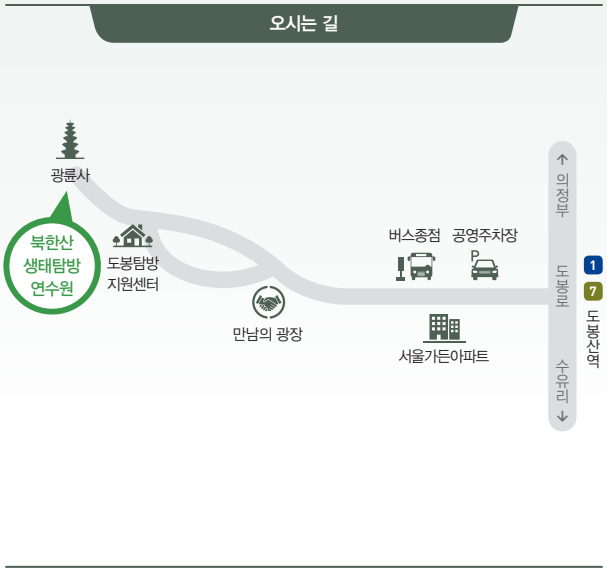 오시는 길
광륜사
북한산
생태탐방
연수원
도봉탐방
지원센터
만남의 광장
버스종점
공영주차장
P
서울가든아파트
의정부
도봉로
수유리
1
7
도봉산역